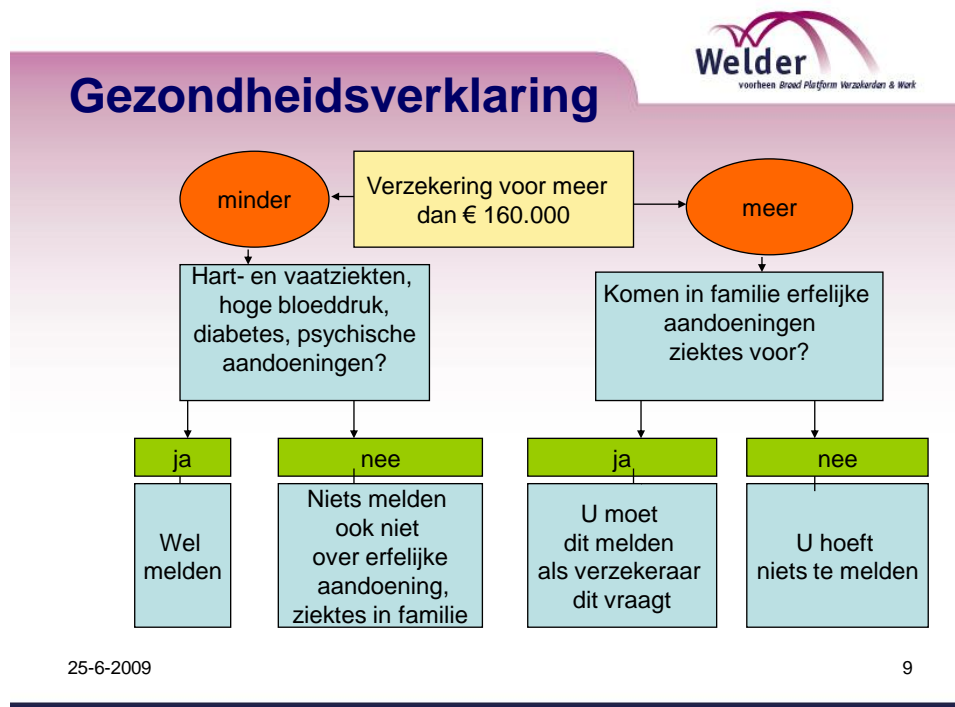 Welder
voorheen Breed Platform Verzekerden & Werk
Gezondheidsverklaring
minder
Verzekering voor meer
dan € 160.000
meer
Hart- en vaatziekten,
hoge bloeddruk,
diabetes, psychische
aandoeningen?
Komen in familie erfelijke
aandoeningen
ziektes voor?
ja
nee
ja
nee
Wel
melden
Niets melden
ook niet
over erfelijke
aandoening,
ziektes in familie
U moet
dit melden
als verzekeraar
dit vraagt
U hoeft
niets te melden
25-6-2009
9